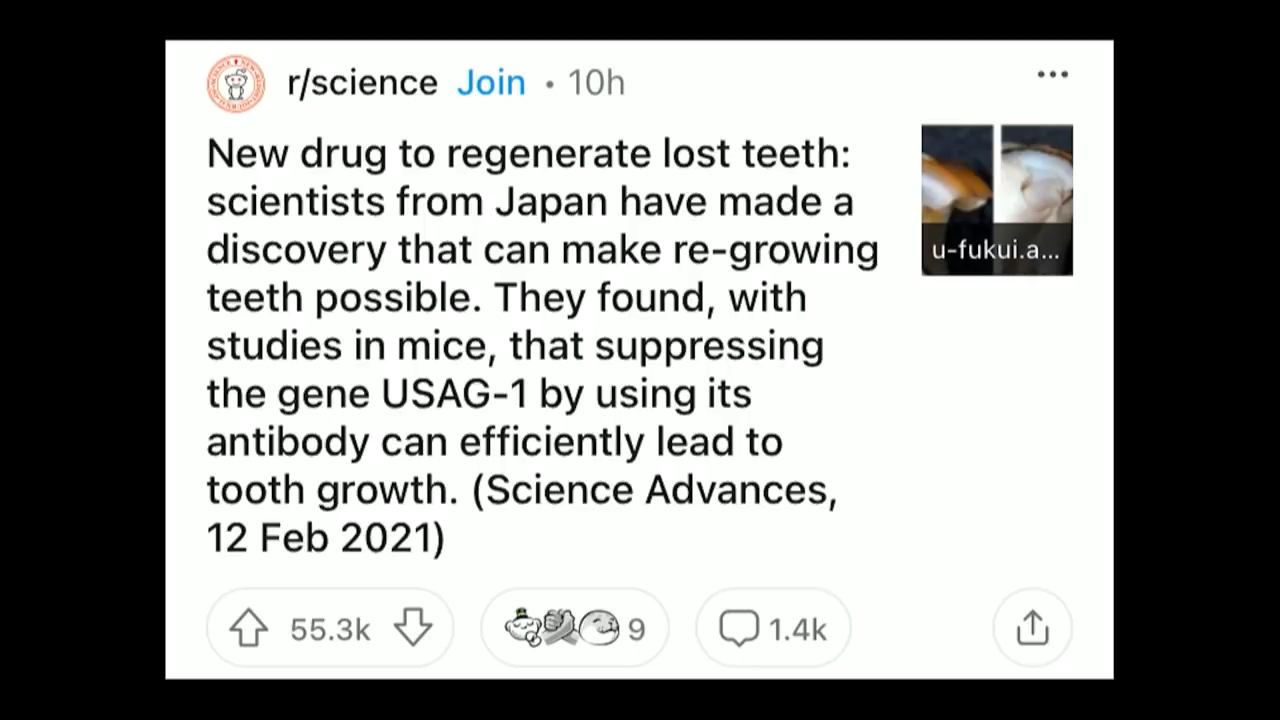 r/science Join • 10h
New drug to regenerate lost teeth:
scientists from Japan have made a
discovery that can make re-growing
teeth possible. They found, with
studies in mice, that suppressing
the gene USAG-1 by using its
antibody can efficiently lead to
tooth growth. (Science Advances,
12 Feb 2021)
u-fukui.a...
55.3k 9 1.4k